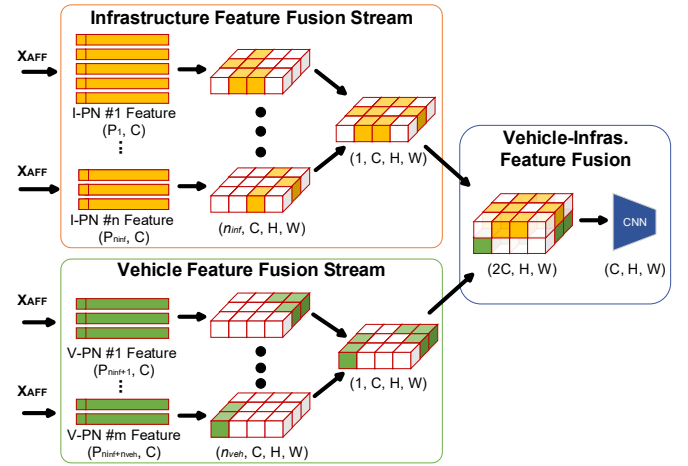 Infrastructure Feature Fusion Stream
XAFF
I-PN #1 Feature
(P1, C)
XAFF
I-PN #n Feature
(Pninf, C)
(ninf, C, H, W)
(1, C, H, W)
Vehicle Feature Fusion Stream
XAFF
V-PN #1 Feature
(Pninf+1, C)
XAFF
V-PN #m Feature
(Pninf+nveh, C)
(nveh, C, H, W)
(1, C, H, W)
Vehicle-Infras.
Feature Fusion
CNN
(2C, H, W)
(C, H, W)